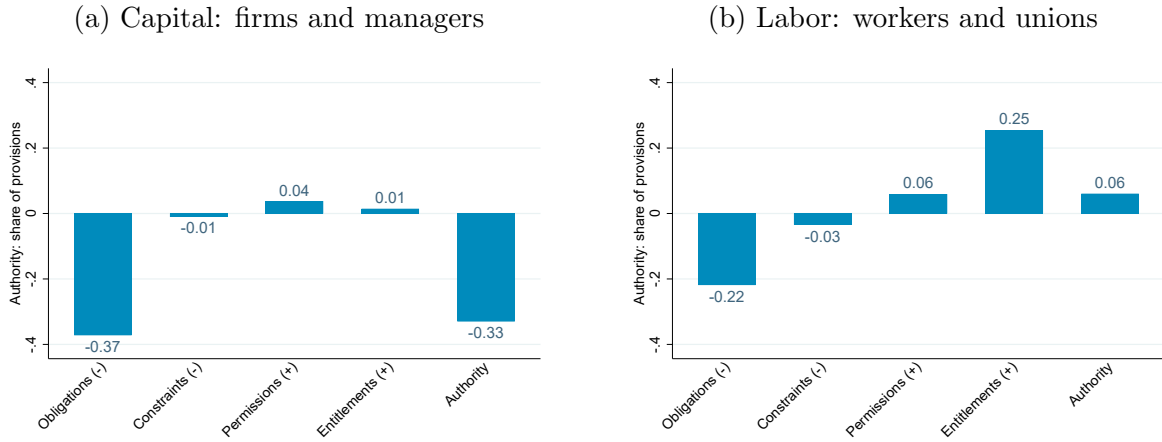 (a) Capital: firms and managers
Authority: share of provisions
.4
.2
0
-.2
-.4
-0.37
-0.01
0.04
0.01
-0.33
Obligations (-)
Constraints (-)
Permissions (+)
Entitlements (+)
Authority
(b) Labor: workers and unions
Authority: share of provisions
.4
.2
0
-.2
-.4
-0.22
-0.03
0.06
0.25
0.06
Obligations (-)
Constraints (-)
Permissions (+)
Entitlements (+)
Authority